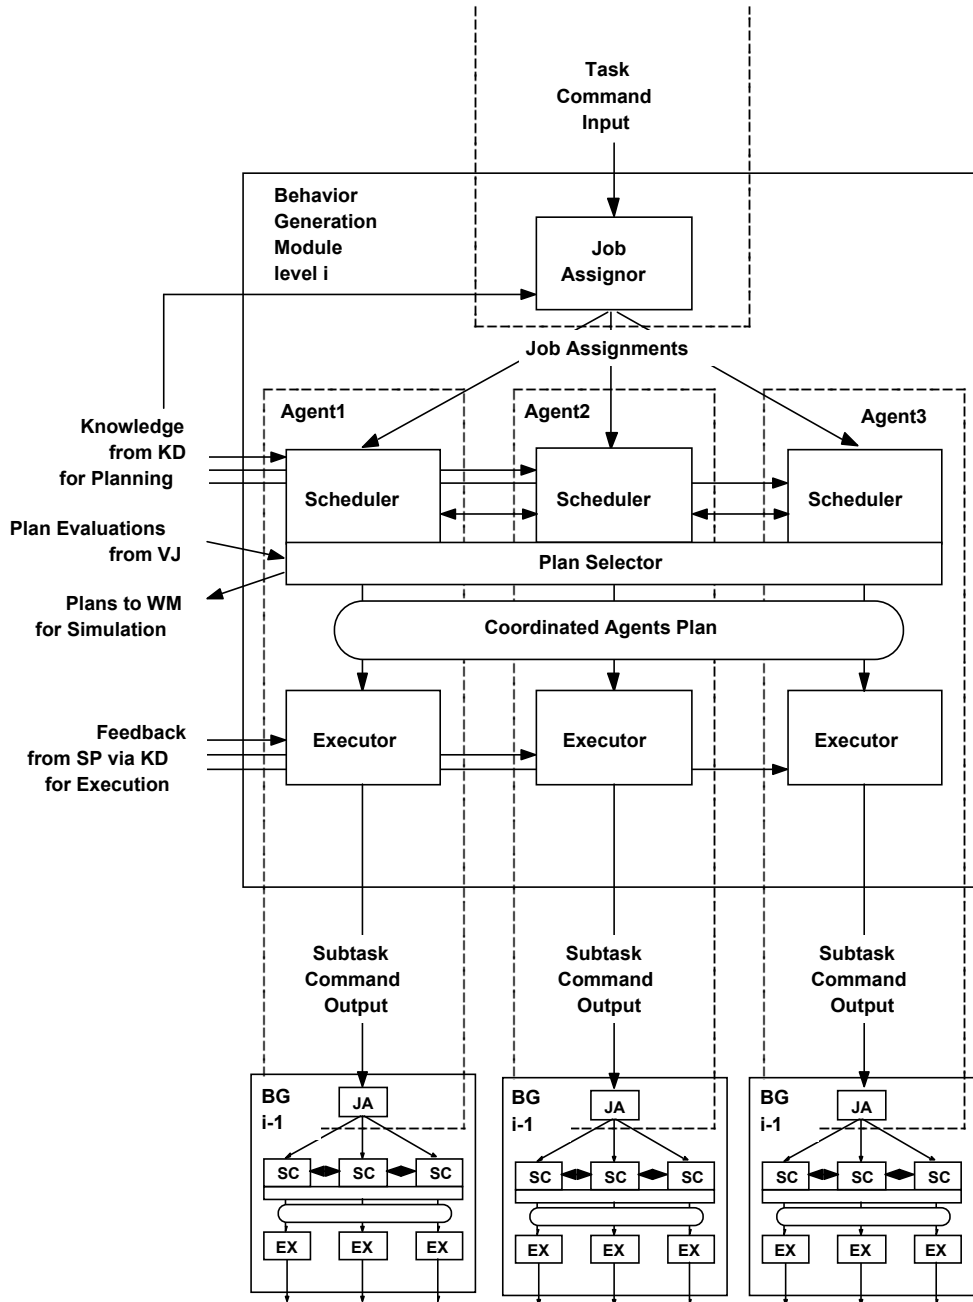 Task
Command
Input
Behavior
Generation
Module
level i
Job
Assignor
Job Assignments
Agent1
Agent2
Agent3
Knowledge
from KD
for Planning
Scheduler
Scheduler
Scheduler
Plan Evaluations
from VJ
Plan Selector
Plans to WM
for Simulation
Coordinated Agents Plan
Feedback
from SP via KD
for Execution
Executor
Executor
Executor
Subtask
Command
Output
Subtask
Command
Output
Subtask
Command
Output
BG
i-1
JA
SC
SC
SC
EX
EX
EX
BG
i-1
JA
SC
SC
SC
EX
EX
EX
BG
i-1
JA
SC
SC
SC
EX
EX
EX